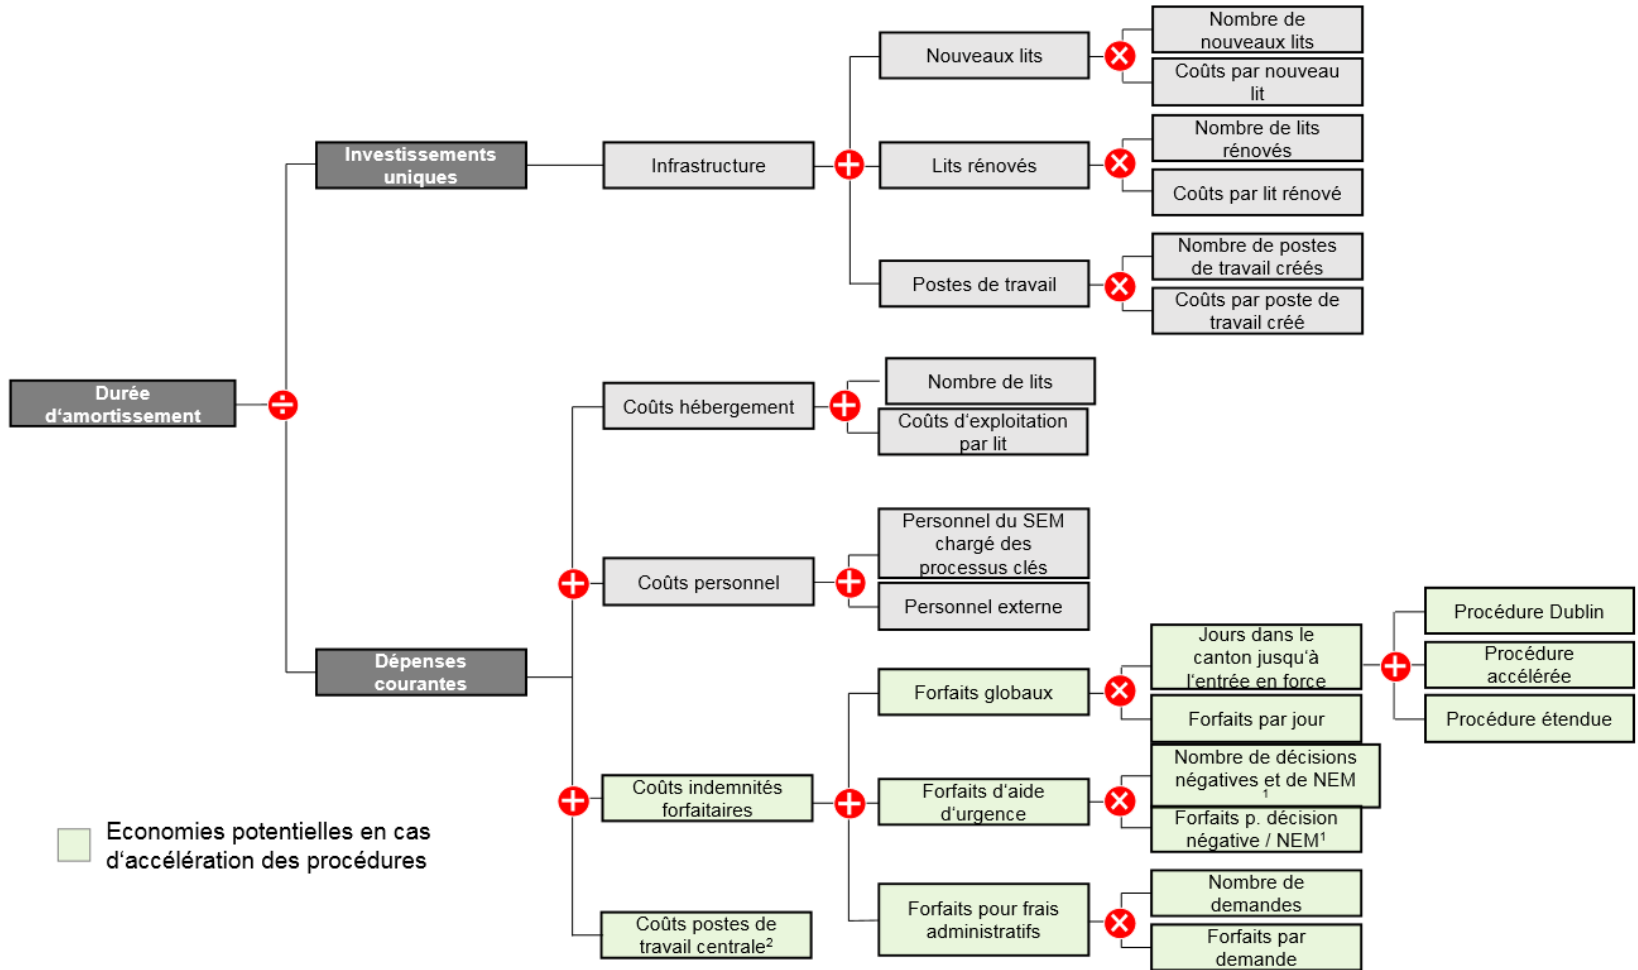 Nombre de
nouveaux lits
Nouveaux lits
Coûts par nouveau
lit
Investissements
uniques
Infrastructure
Lits rénovés
Nombre de lits
rénovés
Coûts par lit rénové
Postes de travail
Nombre de postes
de travail créés
Coûts par poste de
travail créé
Durée
d‘amortissement
Coûts hébergement
Nombre de lits
Coûts d‘exploitation
par lit
Coûts personnel
Personnel du SEM
chargé des
processus clés
Personnel externe
Dépenses
courantes
Forfaits globaux
Jours dans le
canton jusqu‘à
l‘entrée en force
Forfaits par jour
Procédure Dublin
Procédure
accélérée
Procédure étendue
Coûts indemnités
forfaitaires
Forfaits d‘aide
d‘urgence
Nombre de décisions
négatives et de NEM
1
Forfaits p. décision
négative / NEM¹
Economies potentielles en cas
d‘accélération des procédures
Coûts postes de
travail centrale²
Forfaits pour frais
administratifs
Nombre de
demandes
Forfaits par
demande